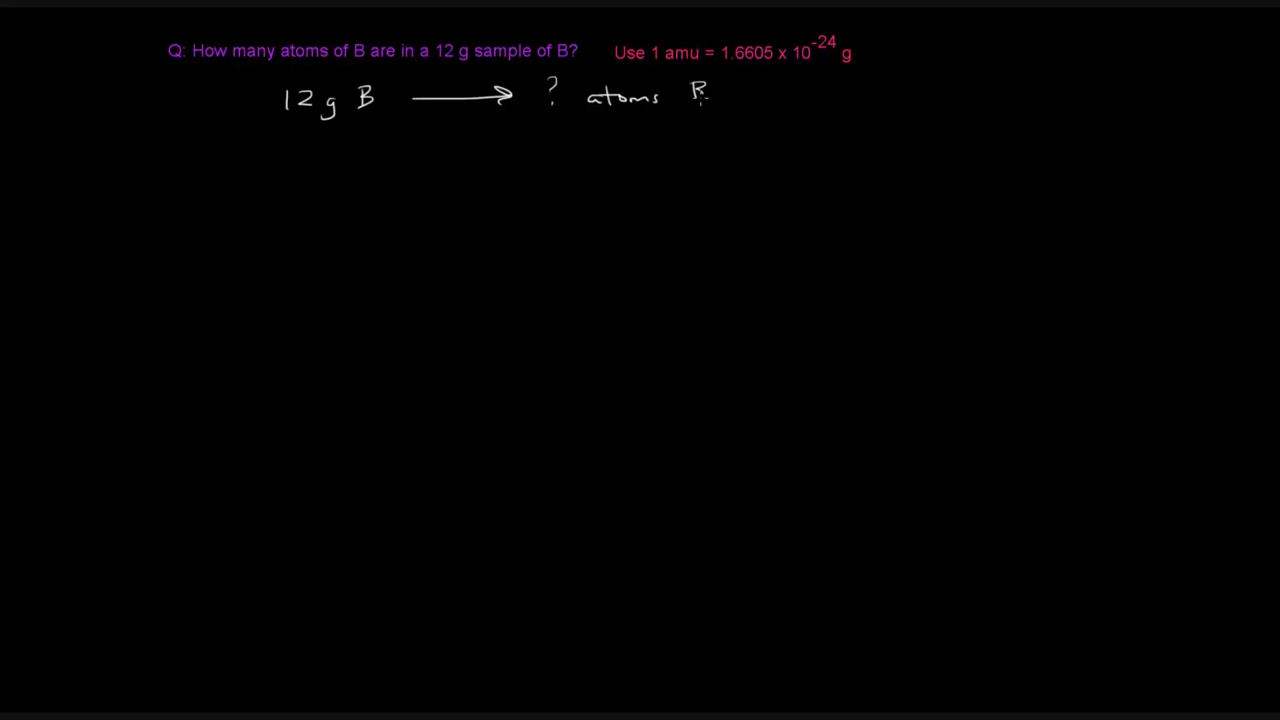 Q: How many atoms of B are in a 12 g sample of B? Use 1 amu = 1.6605 x 10^-24 g
12 g B → ? atoms B